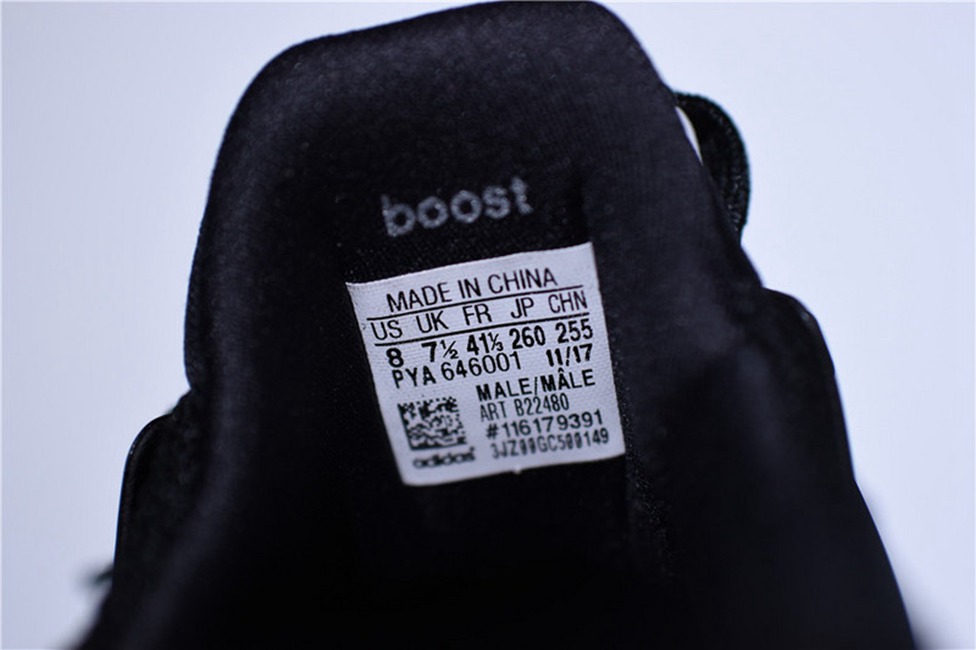 boost
MADE IN CHINA
US UK FR JP CHN
8 7½ 41⅓ 260 255
PYA 646001 11/17
MALE/MÂLE
ART B22480
#116179391
3JZ00GC500149
adidas